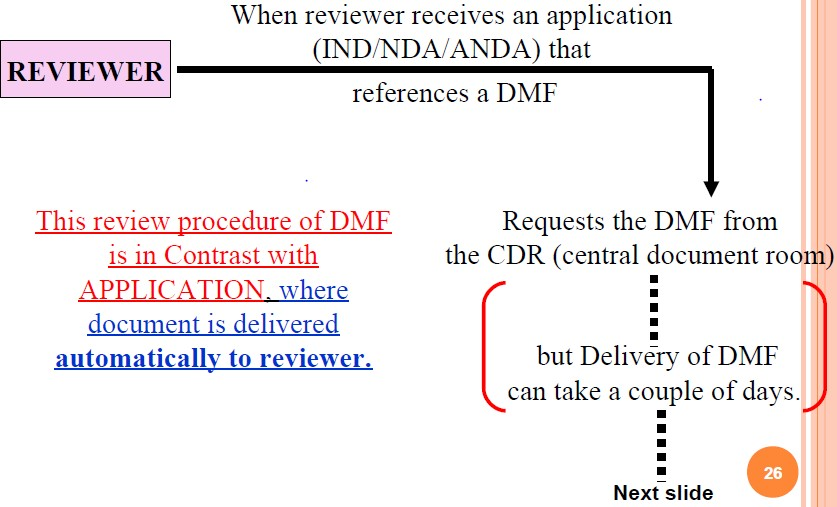 When reviewer receives an application
(IND/NDA/ANDA) that
REVIEWER
references a DMF
This review procedure of DMF
is in Contrast with
APPLICATION, where
document is delivered
automatically to reviewer.
Requests the DMF from
the CDR (central document room)
but Delivery of DMF
can take a couple of days.
26
Next slide